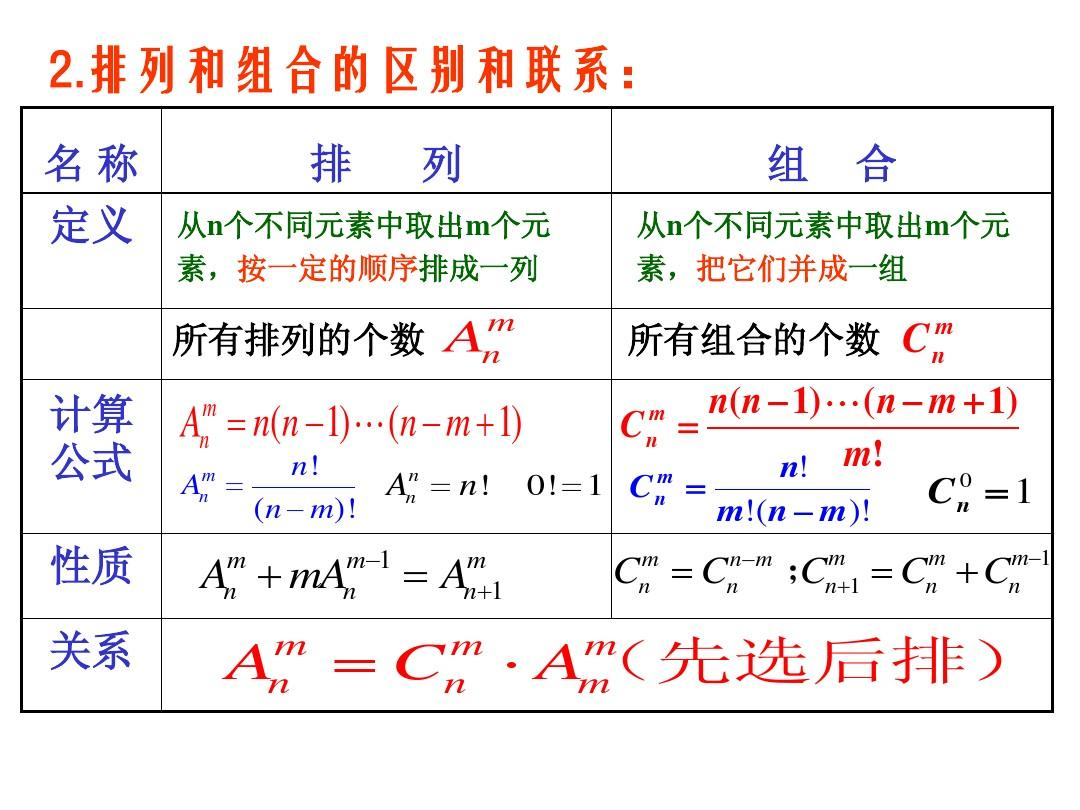 2.排列和组合的区别和联系：
名称 排 列 组 合
定义 从n个不同元素中取出m个元 从n个不同元素中取出m个元
素，按一定的顺序排成一列 素，把它们并成一组
所有排列的个数 A_n^m 所有组合的个数 C_n^m
计算 A_n^m = n(n−1)⋯(n−m+1) C_n^m = n(n−1)⋯(n−m+1) / m!
公式 A_n^m = n! / (n−m)! A_n^n = n! 0! = 1 C_n^m = n! / m!(n−m)! C_n^0 = 1
性质 A_n^m + mA_n^{m−1} = A_{n+1}^m C_n^m = C_n^{n−m} ；C_{n+1}^m = C_n^m + C_n^{m−1}
关系 A_n^m = C_n^m · A_m^m（先选后排）